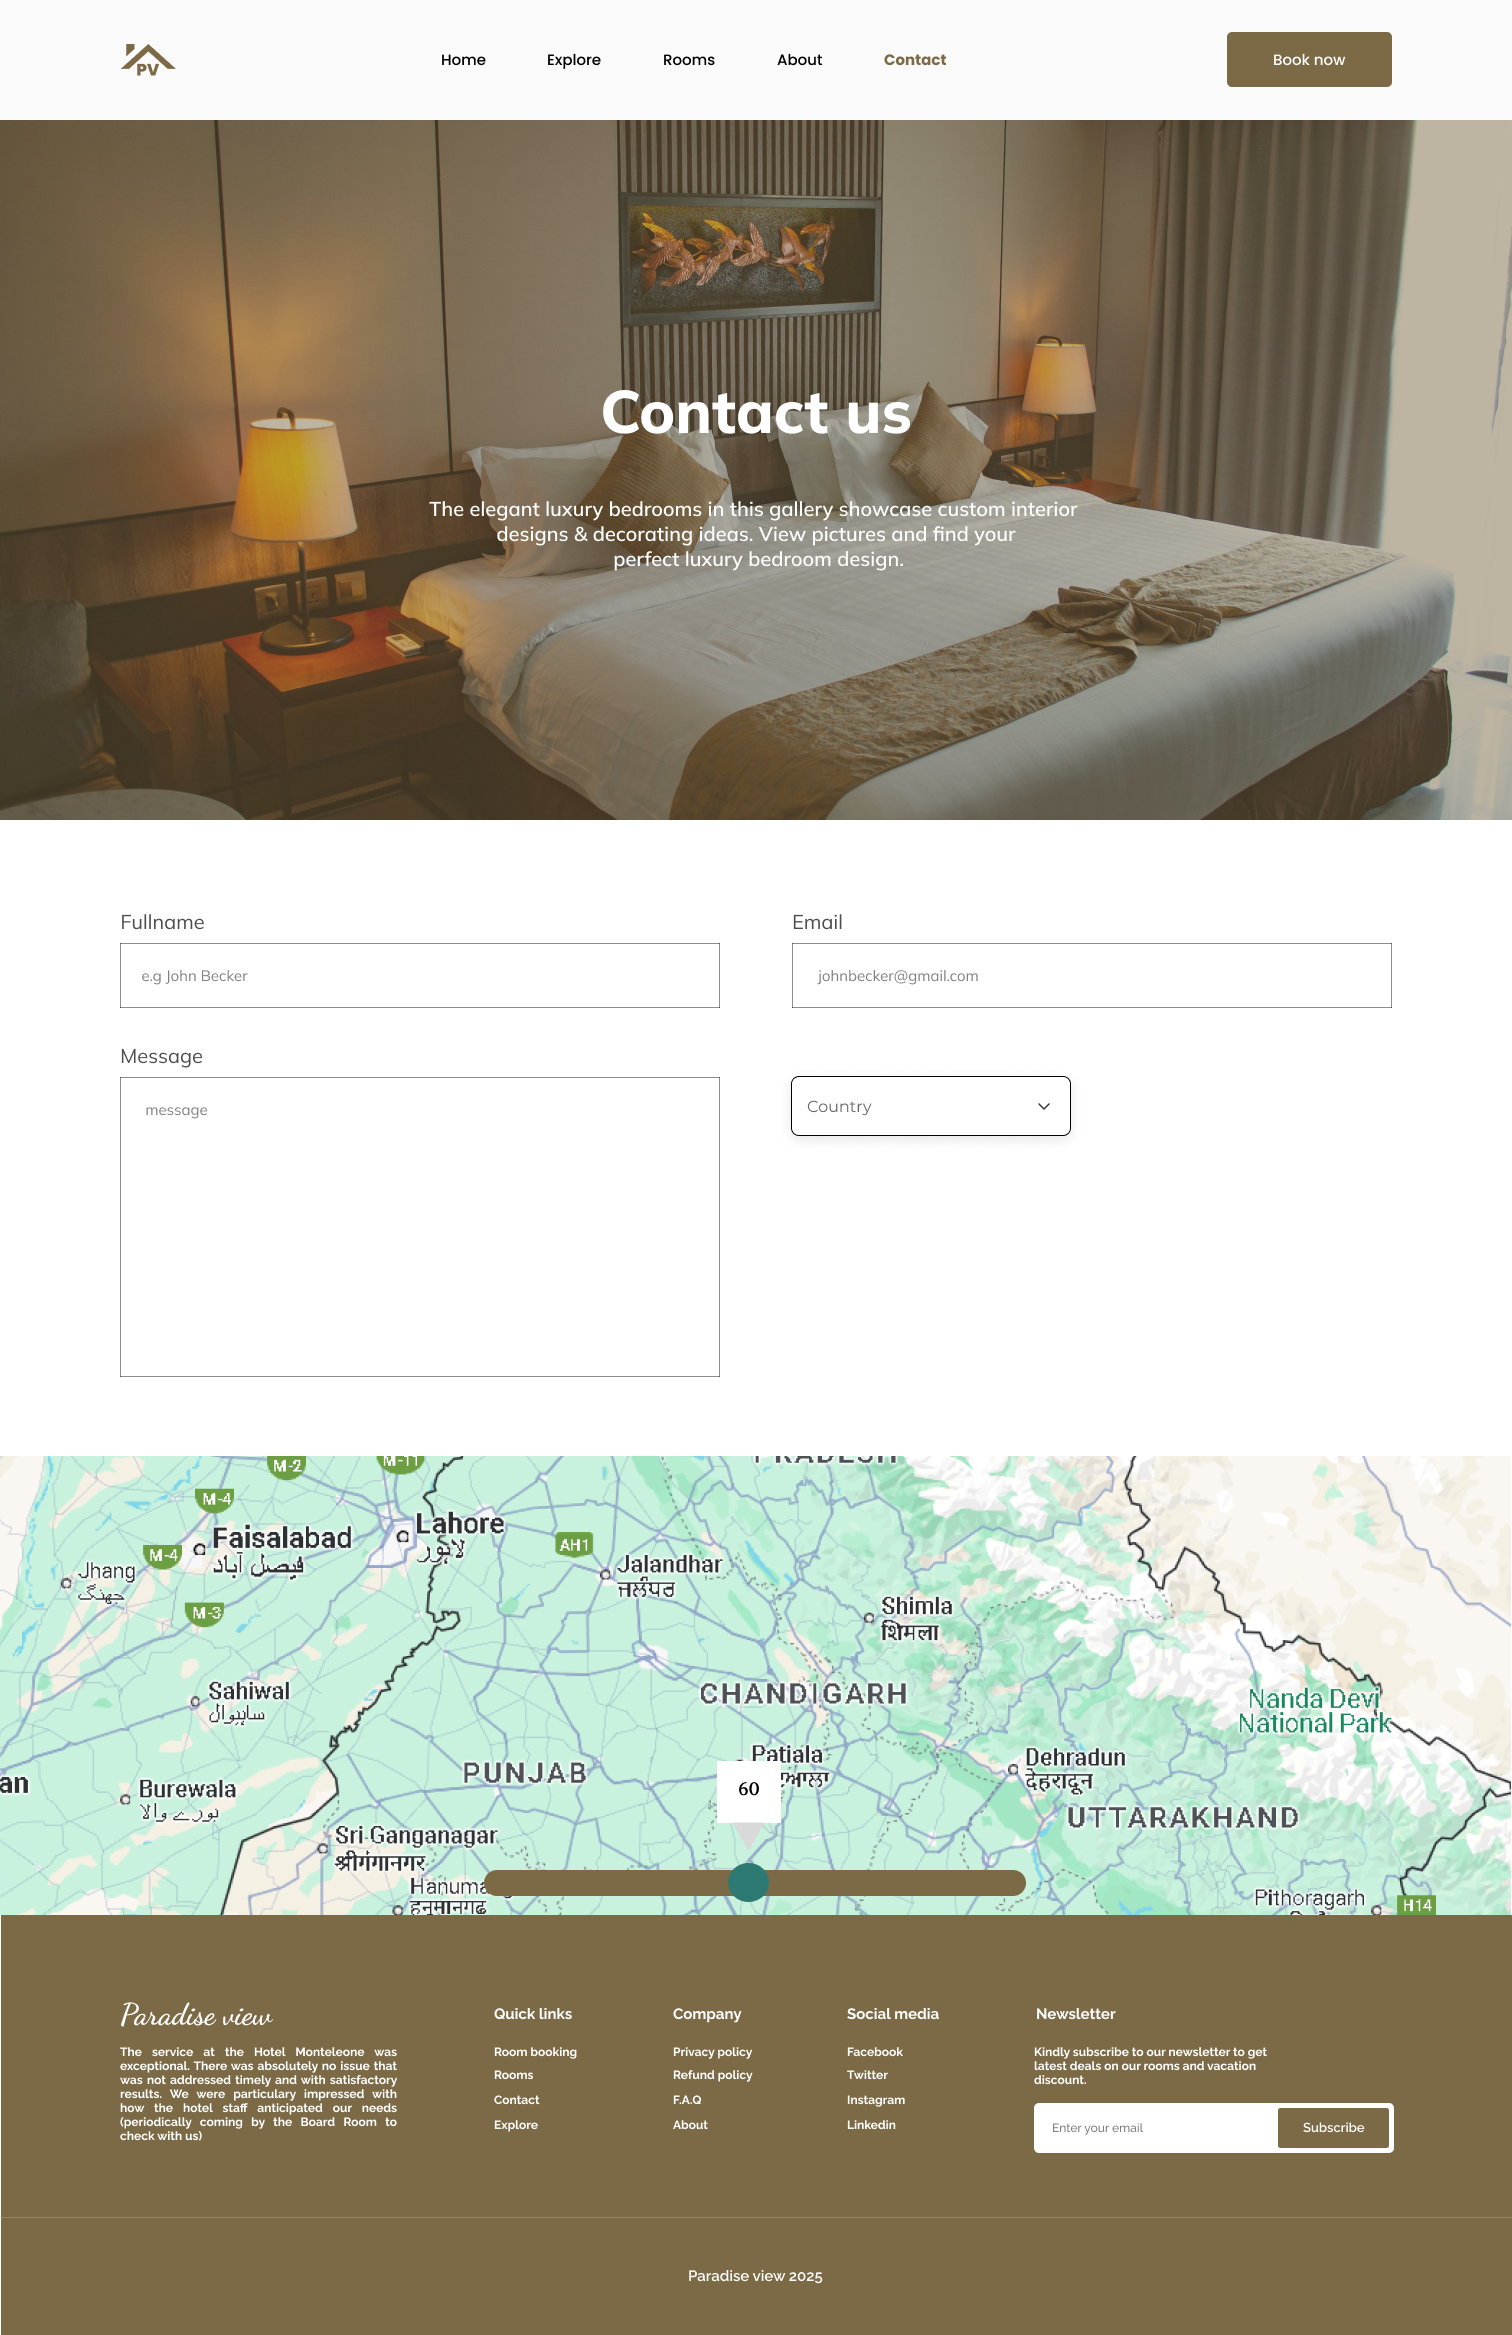 PV
Home
Explore
Rooms
About
Contact
Book now
Contact us
The elegant luxury bedrooms in this gallery showcase custom interior
designs & decorating ideas. View pictures and find your
perfect luxury bedroom design.
Fullname
e.g John Becker
Email
johnbecker@gmail.com
Message
message
Country
M-2
M-11
PRADESH
M-4
Faisalabad
فیصل آباد
Lahore
لاہور
AH1
M-4
Jhang
جھنگ
Jalandhar
ਜਲੰਧਰ
M-3
Shimla
शिमला
Sahiwal
ساہیوال
CHANDIGARH
Nanda Devi
National Park
PUNJAB
Patiala
60
Dehradun
देहरादून
an
Burewala
بورے والا
UTTARAKHAND
Sri Ganganagar
श्रीगंगानगर
Hanuma
हनुमानगढ़
Pithoragarh
H14
Paradise view
The service at the Hotel Monteleone was
exceptional. There was absolutely no issue that
was not addressed timely and with satisfactory
results. We were particulary impressed with
how the hotel staff anticipated our needs
(periodically coming by the Board Room to
check with us)
Quick links
Room booking
Rooms
Contact
Explore
Company
Privacy policy
Refund policy
F.A.Q
About
Social media
Facebook
Twitter
Instagram
Linkedin
Newsletter
Kindly subscribe to our newsletter to get
latest deals on our rooms and vacation
discount.
Enter your email
Subscribe
Paradise view 2025